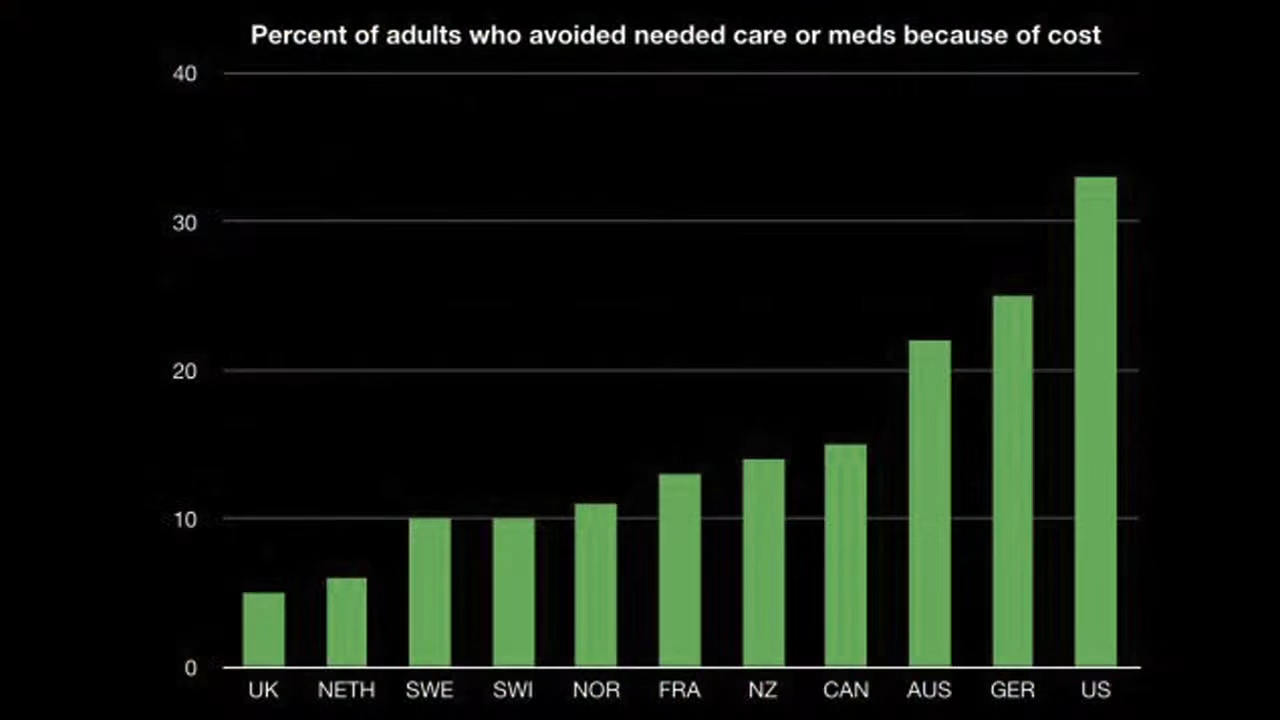 Percent of adults who avoided needed care or meds because of cost
40
30
20
10
0
UK NETH SWE SWI NOR FRA NZ CAN AUS GER US